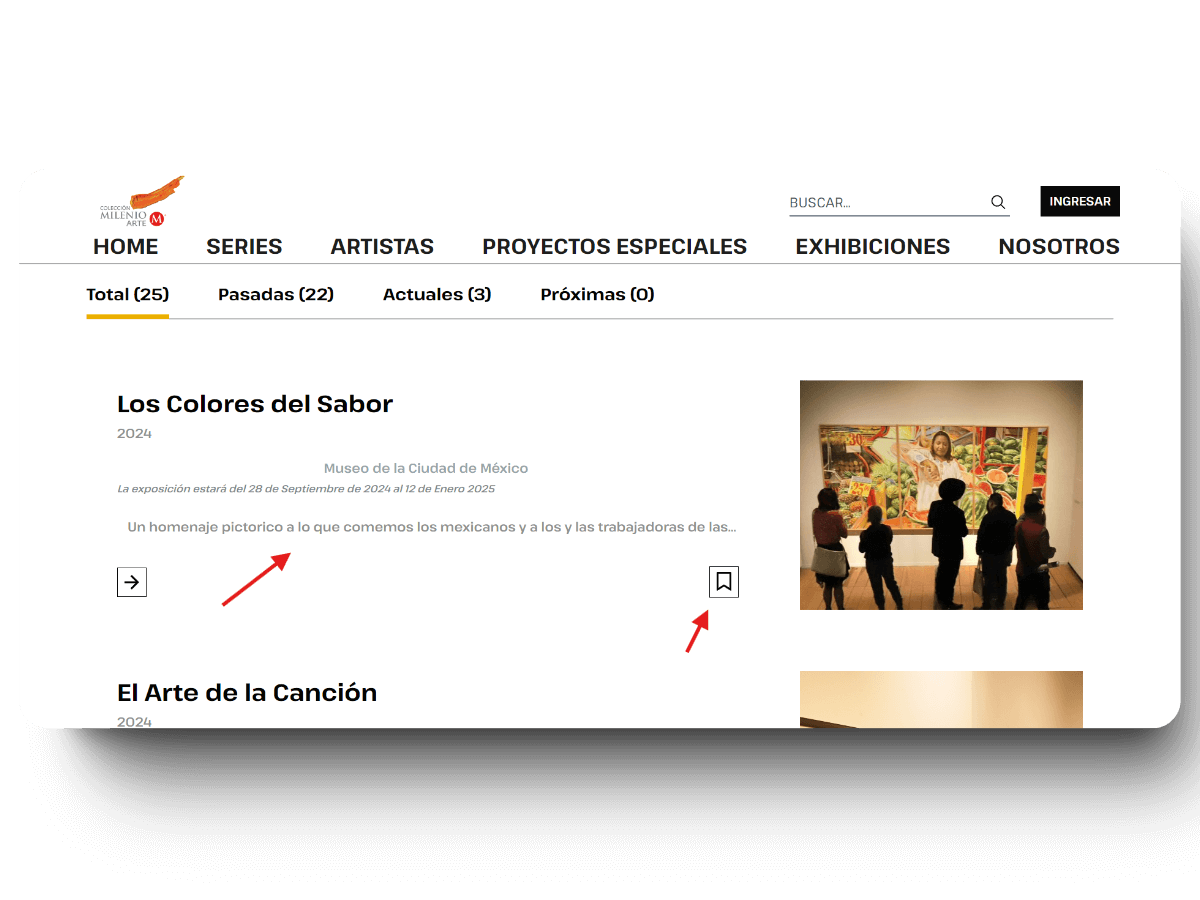 COLECCIÓN
MILENIO
ARTE M
BUSCAR...
INGRESAR
HOME SERIES ARTISTAS PROYECTOS ESPECIALES EXHIBICIONES NOSOTROS
Total (25) Pasadas (22) Actuales (3) Próximas (0)
Los Colores del Sabor
2024
Museo de la Ciudad de México
La exposición estará del 28 de Septiembre de 2024 al 12 de Enero 2025
Un homenaje pictorico a lo que comemos los mexicanos y a los y las trabajadoras de las...
El Arte de la Canción
2024